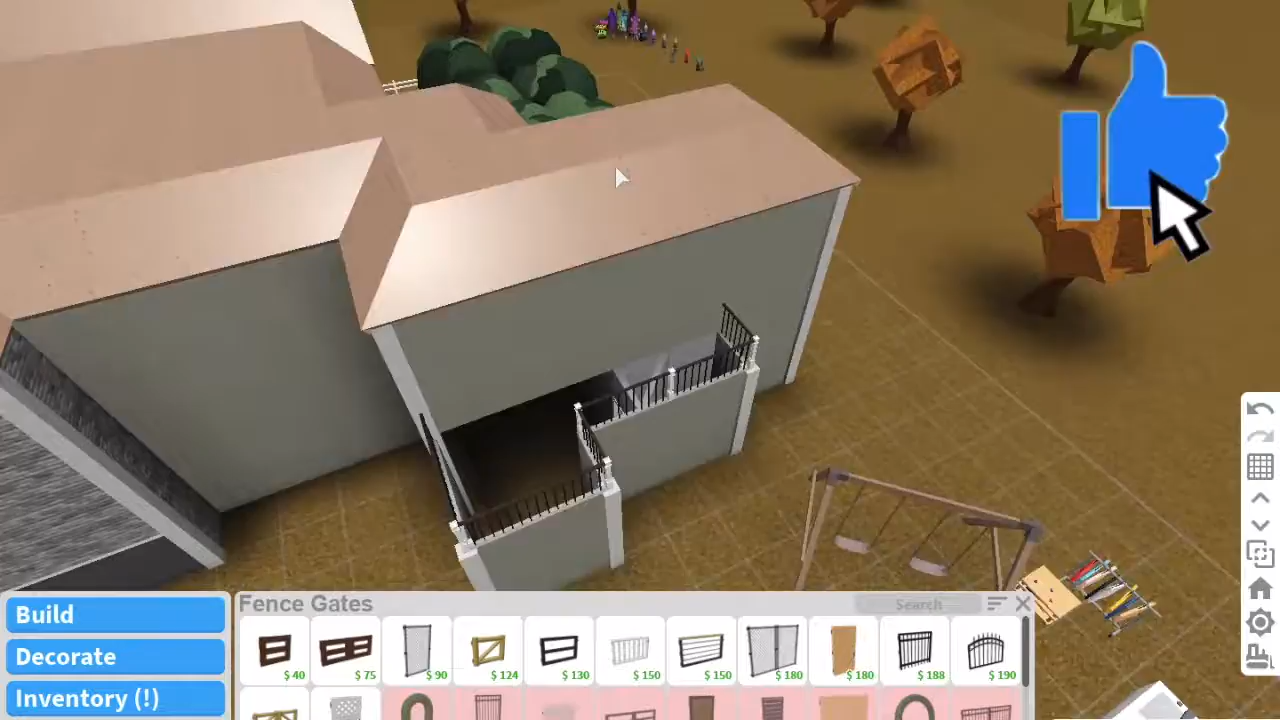 Build
Decorate
Inventory (!)
Fence Gates
Search
$ 40
$ 75
$ 90
$ 124
$ 130
$ 150
$ 150
$ 180
$ 180
$ 188
$ 190